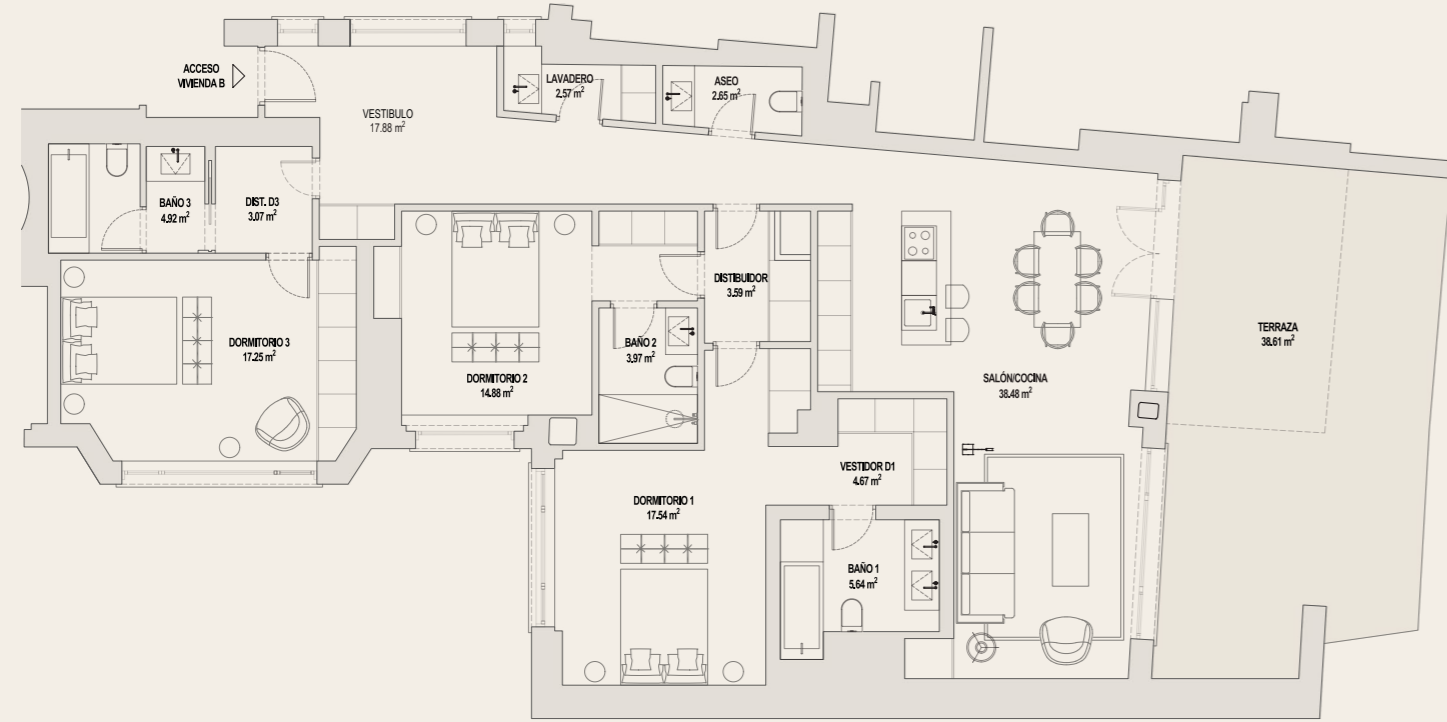 ACCESO
VIVIENDA B
VESTIBULO
17.88 m²
LAVADERO
2.57 m²
ASEO
2.65 m²
BAÑO 3
4.92 m²
DIST. D3
3.07 m²
DORMITORIO 3
17.25 m²
DORMITORIO 2
14.88 m²
BAÑO 2
3.97 m²
DISTIBUIDOR
3.59 m²
SALÓN/COCINA
38.48 m²
TERRAZA
38.61 m²
VESTIDOR D1
4.67 m²
DORMITORIO 1
17.54 m²
BAÑO 1
5.64 m²